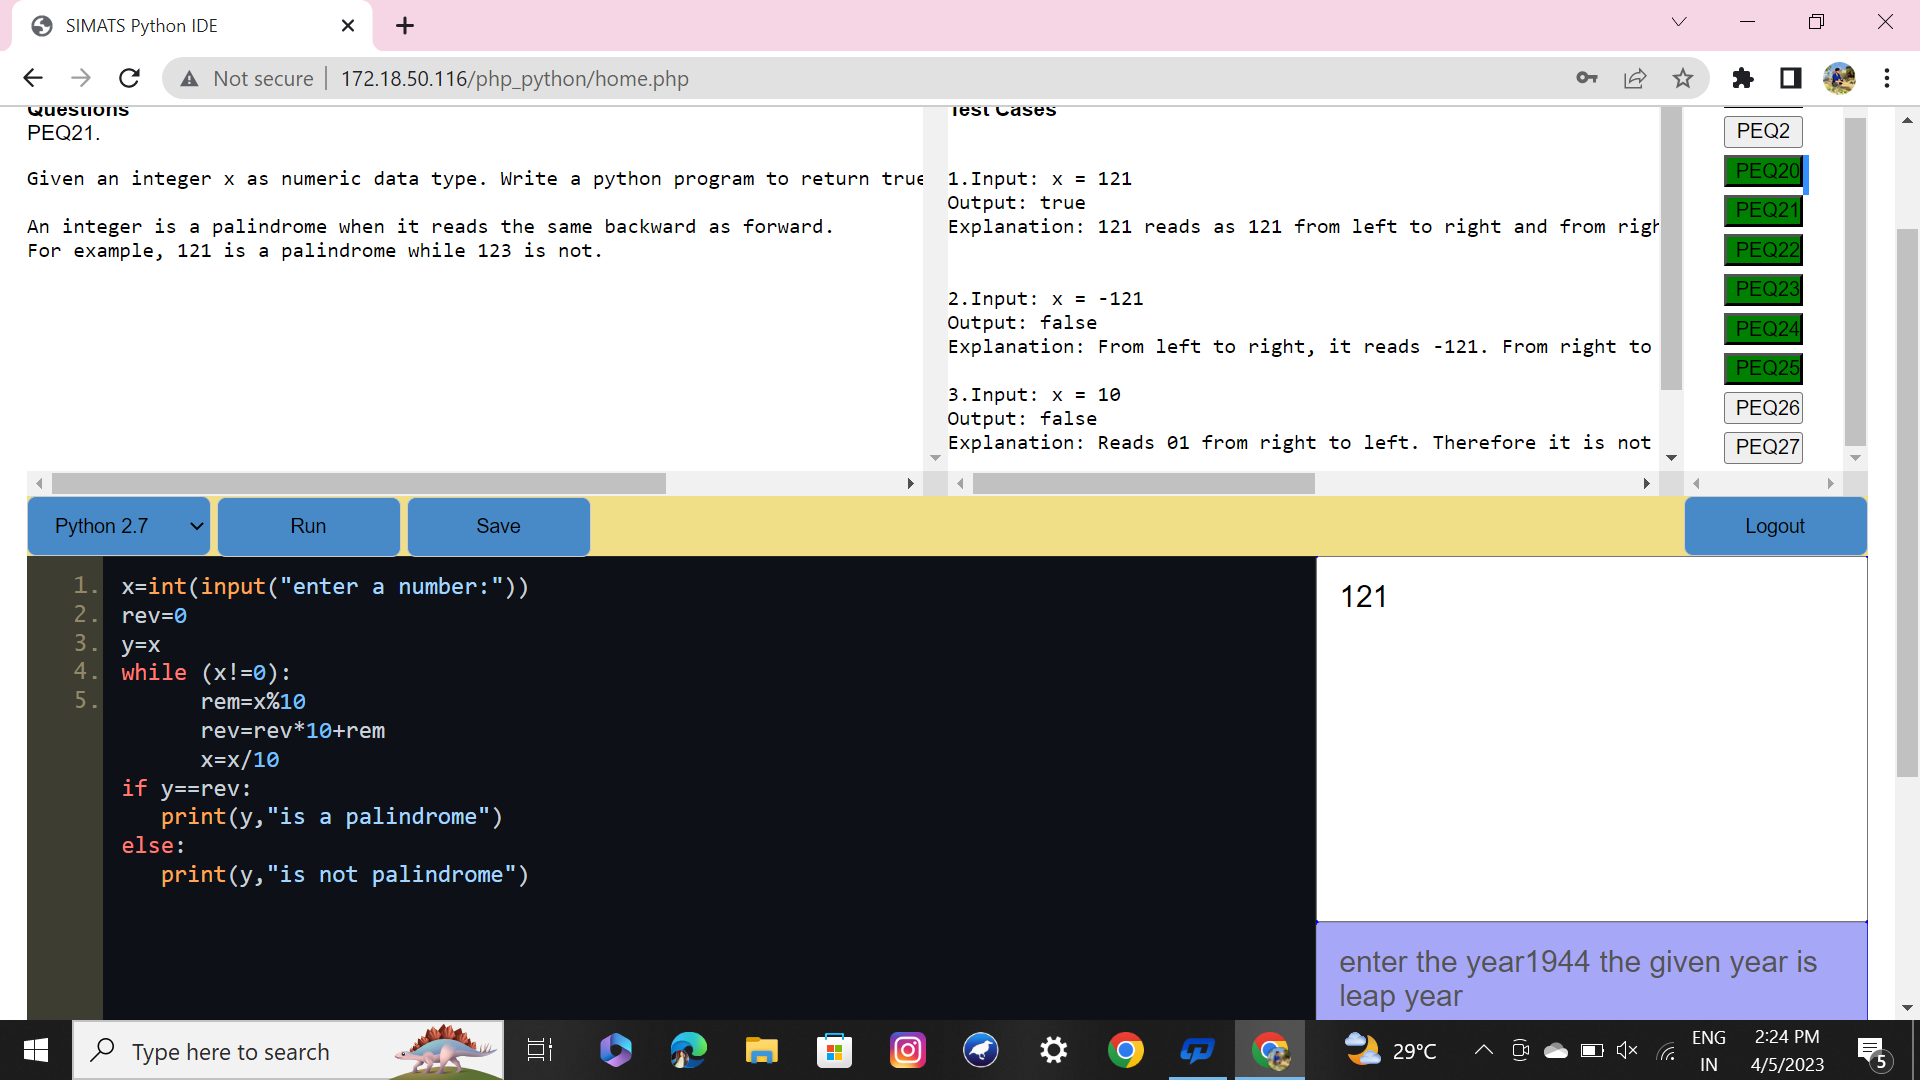 SIMATS Python IDE
Not secure | 172.18.50.116/php_python/home.php
Questions
PEQ21.
Given an integer x as numeric data type. Write a python program to return true
An integer is a palindrome when it reads the same backward as forward.
For example, 121 is a palindrome while 123 is not.
Test Cases
1.Input: x = 121
Output: true
Explanation: 121 reads as 121 from left to right and from righ
2.Input: x = -121
Output: false
Explanation: From left to right, it reads -121. From right to
3.Input: x = 10
Output: false
Explanation: Reads 01 from right to left. Therefore it is not
PEQ2
PEQ20
PEQ21
PEQ22
PEQ23
PEQ24
PEQ25
PEQ26
PEQ27
Python 2.7 Run Save Logout
1. x=int(input("enter a number:"))
2. rev=0
3. y=x
4. while (x!=0):
5. rem=x%10
rev=rev*10+rem
x=x/10
if y==rev:
print(y,"is a palindrome")
else:
print(y,"is not palindrome")
121
enter the year1944 the given year is
leap year
Type here to search
29°C
ENG
IN
2:24 PM
4/5/2023
5